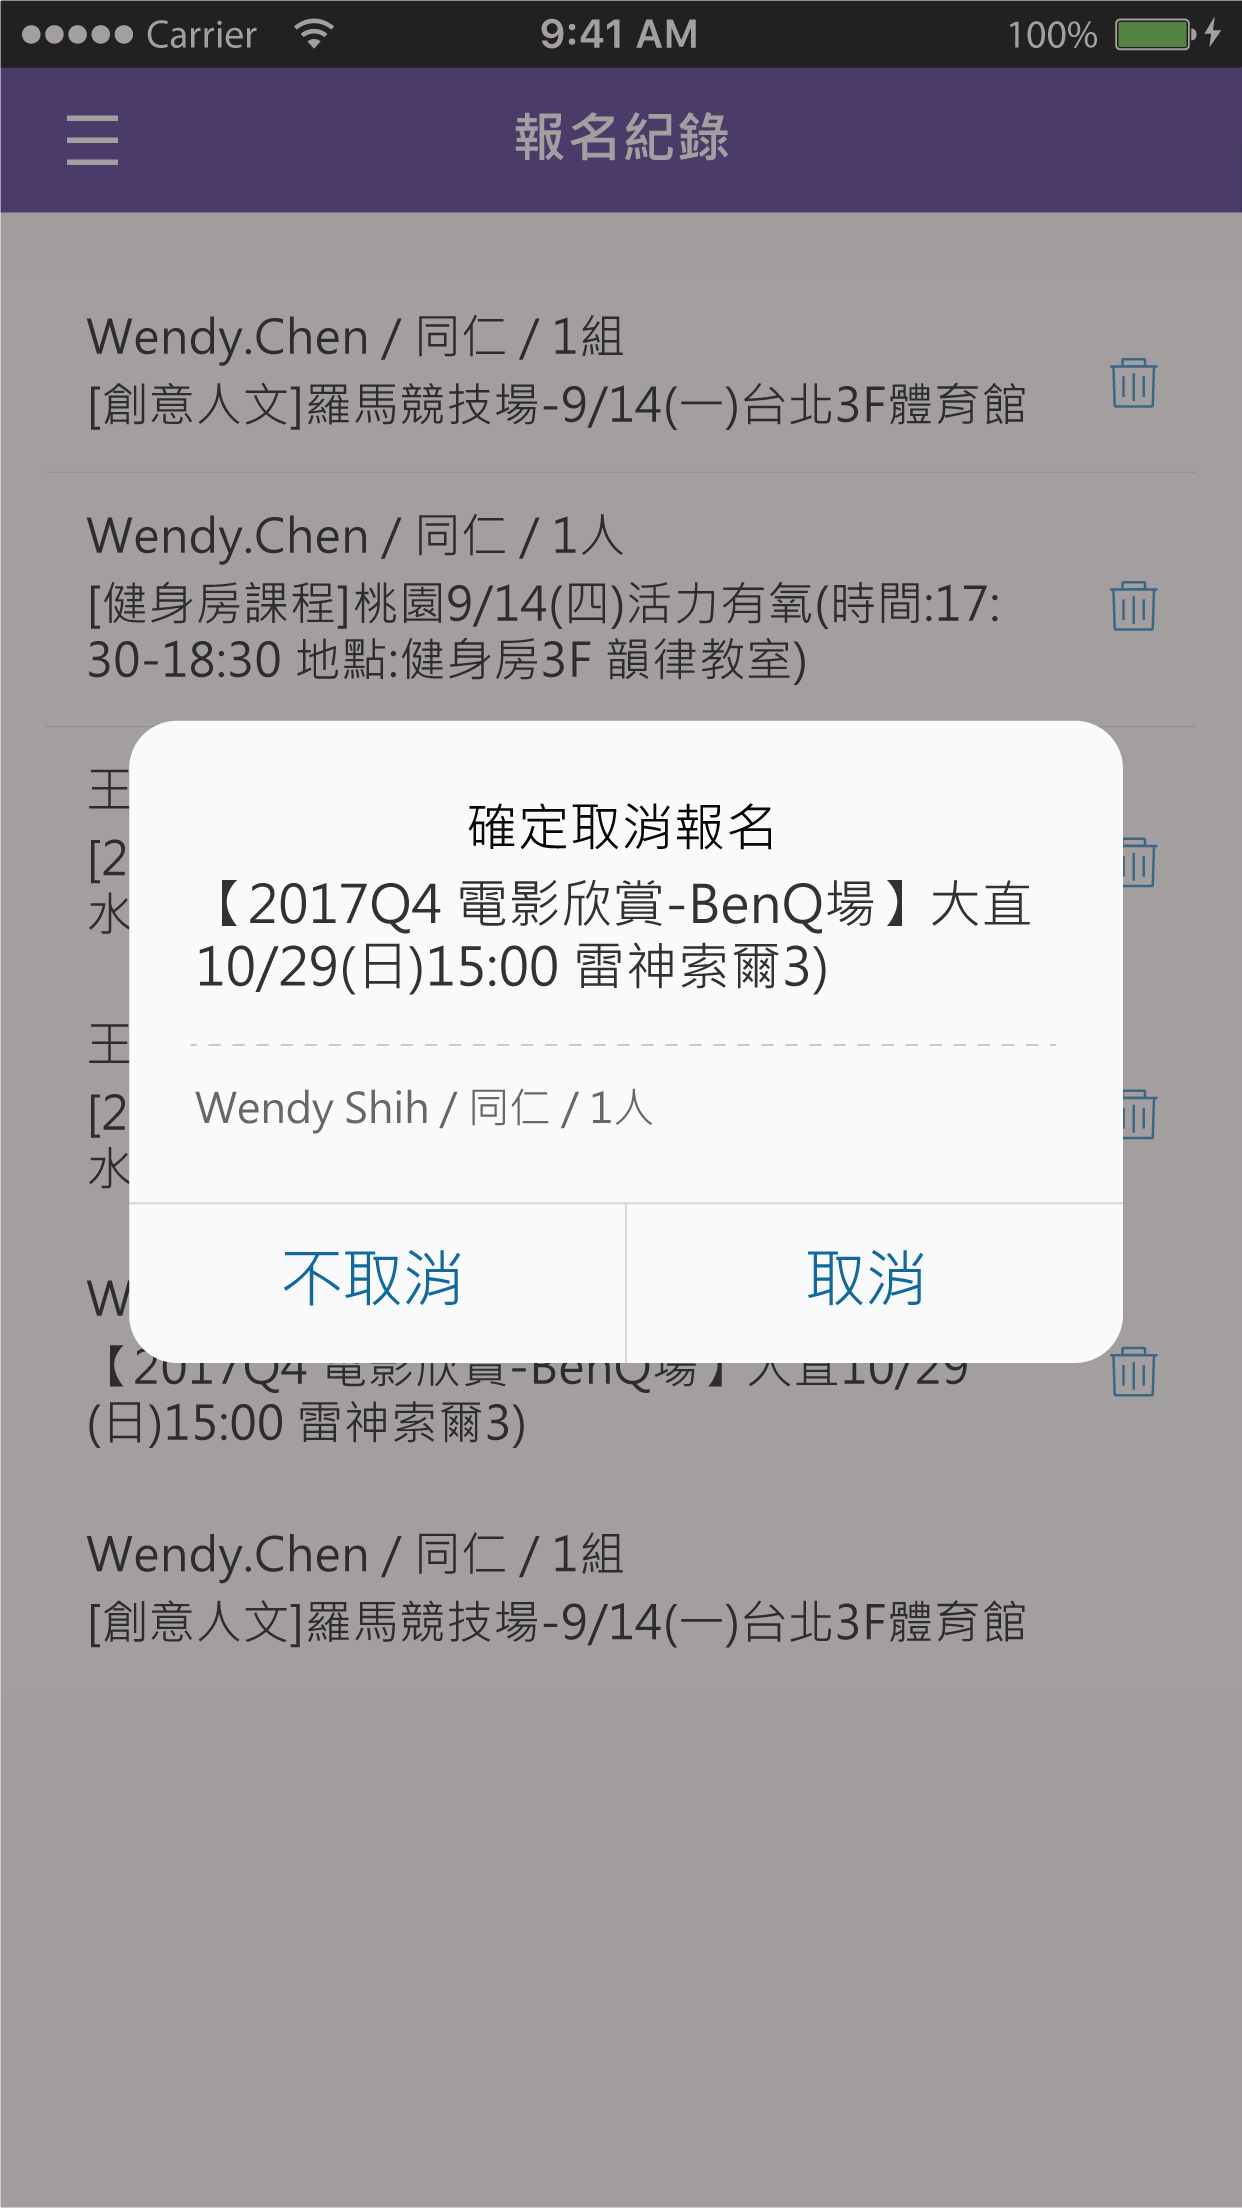 Carrier 9:41 AM 100%
報名紀錄
Wendy.Chen / 同仁 / 1組
[創意人文]羅馬競技場-9/14(一)台北3F體育館
Wendy.Chen / 同仁 / 1人
[健身房課程]桃園9/14(四)活力有氧(時間:17:
30-18:30 地點:健身房3F 韻律教室)
王
[2
水
確定取消報名
【2017Q4 電影欣賞-BenQ場】大直
10/29(日)15:00 雷神索爾3)
王
[2
水
Wendy Shih / 同仁 / 1人
不取消
取消
W
【2017Q4 電影欣賞-BenQ場】大直10/29
(日)15:00 雷神索爾3)
Wendy.Chen / 同仁 / 1組
[創意人文]羅馬競技場-9/14(一)台北3F體育館